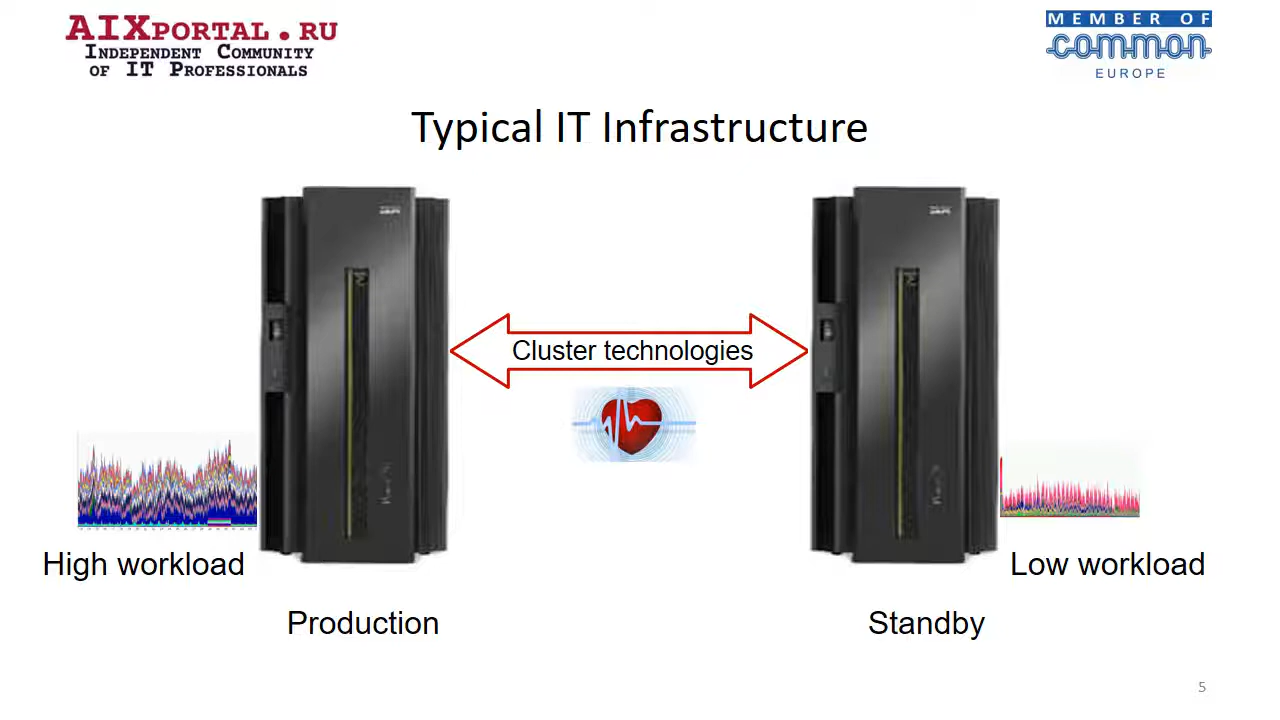 AIXPORTAL.RU
INDEPENDENT COMMUNITY
OF IT PROFESSIONALS
MEMBER OF
common
EUROPE
Typical IT Infrastructure
Cluster technologies
High workload
Low workload
Production
Standby
5